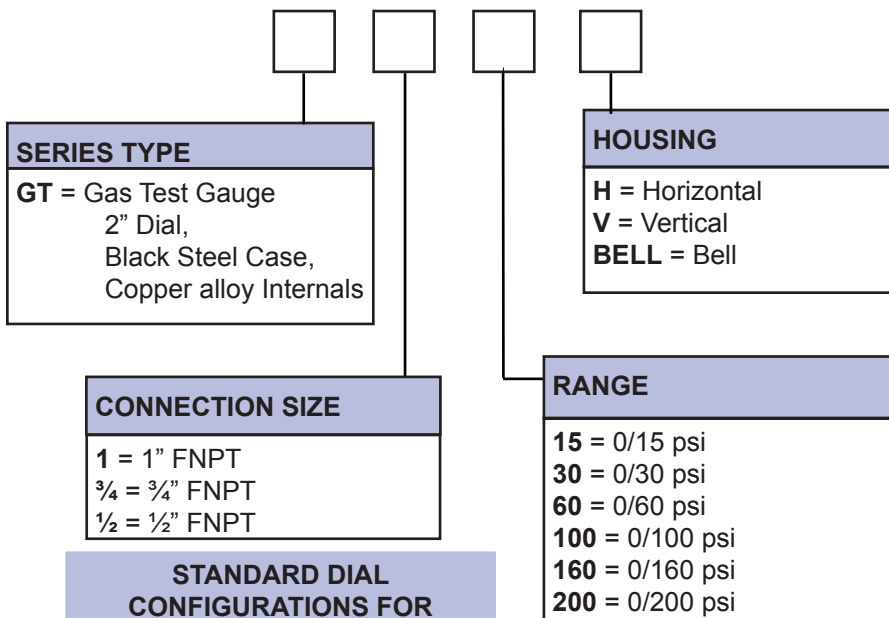 SERIES TYPE
GT = Gas Test Gauge
2” Dial,
Black Steel Case,
Copper alloy Internals
HOUSING
H = Horizontal
V = Vertical
BELL = Bell
CONNECTION SIZE
1 = 1” FNPT
¾ = ¾” FNPT
½ = ½” FNPT
RANGE
15 = 0/15 psi
30 = 0/30 psi
60 = 0/60 psi
100 = 0/100 psi
160 = 0/160 psi
200 = 0/200 psi
STANDARD DIAL
CONFIGURATIONS FOR